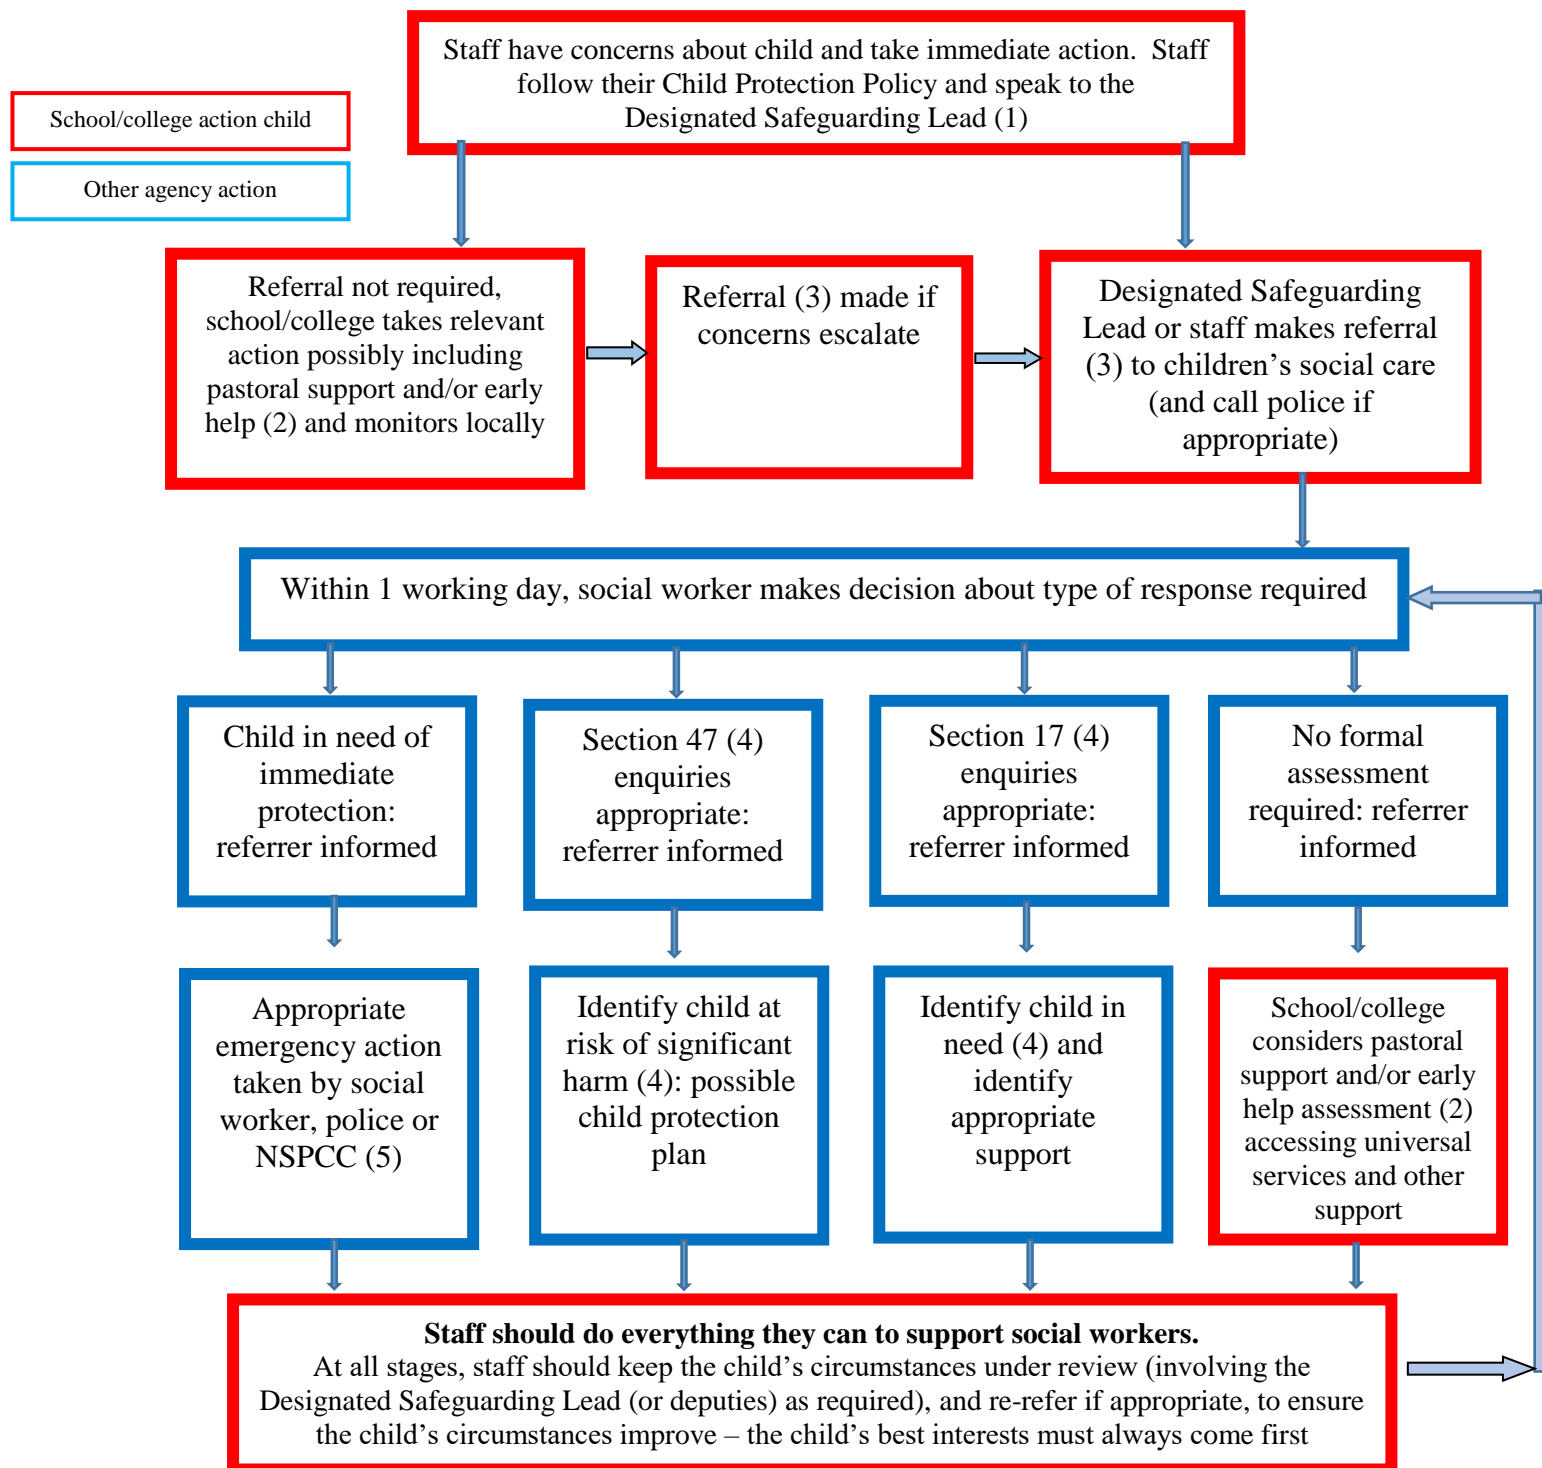 Staff have concerns about child and take immediate action.  Staff
follow their Child Protection Policy and speak to the
Designated Safeguarding Lead (1)
School/college action child
Other agency action
Referral not required,
school/college takes relevant
action possibly including
pastoral support and/or early
help (2) and monitors locally
Referral (3) made if
concerns escalate
Designated Safeguarding
Lead or staff makes referral
(3) to children’s social care
(and call police if
appropriate)
Within 1 working day, social worker makes decision about type of response required
Child in need of
immediate
protection:
referrer informed
Section 47 (4)
enquiries
appropriate:
referrer informed
Section 17 (4)
enquiries
appropriate:
referrer informed
No formal
assessment
required: referrer
informed
Appropriate
emergency action
taken by social
worker, police or
NSPCC (5)
Identify child at
risk of significant
harm (4): possible
child protection
plan
Identify child in
need (4) and
identify
appropriate
support
School/college
considers pastoral
support and/or early
help assessment (2)
accessing universal
services and other
support
Staff should do everything they can to support social workers.
At all stages, staff should keep the child’s circumstances under review (involving the
Designated Safeguarding Lead (or deputies) as required), and re-refer if appropriate, to ensure
the child’s circumstances improve – the child’s best interests must always come first